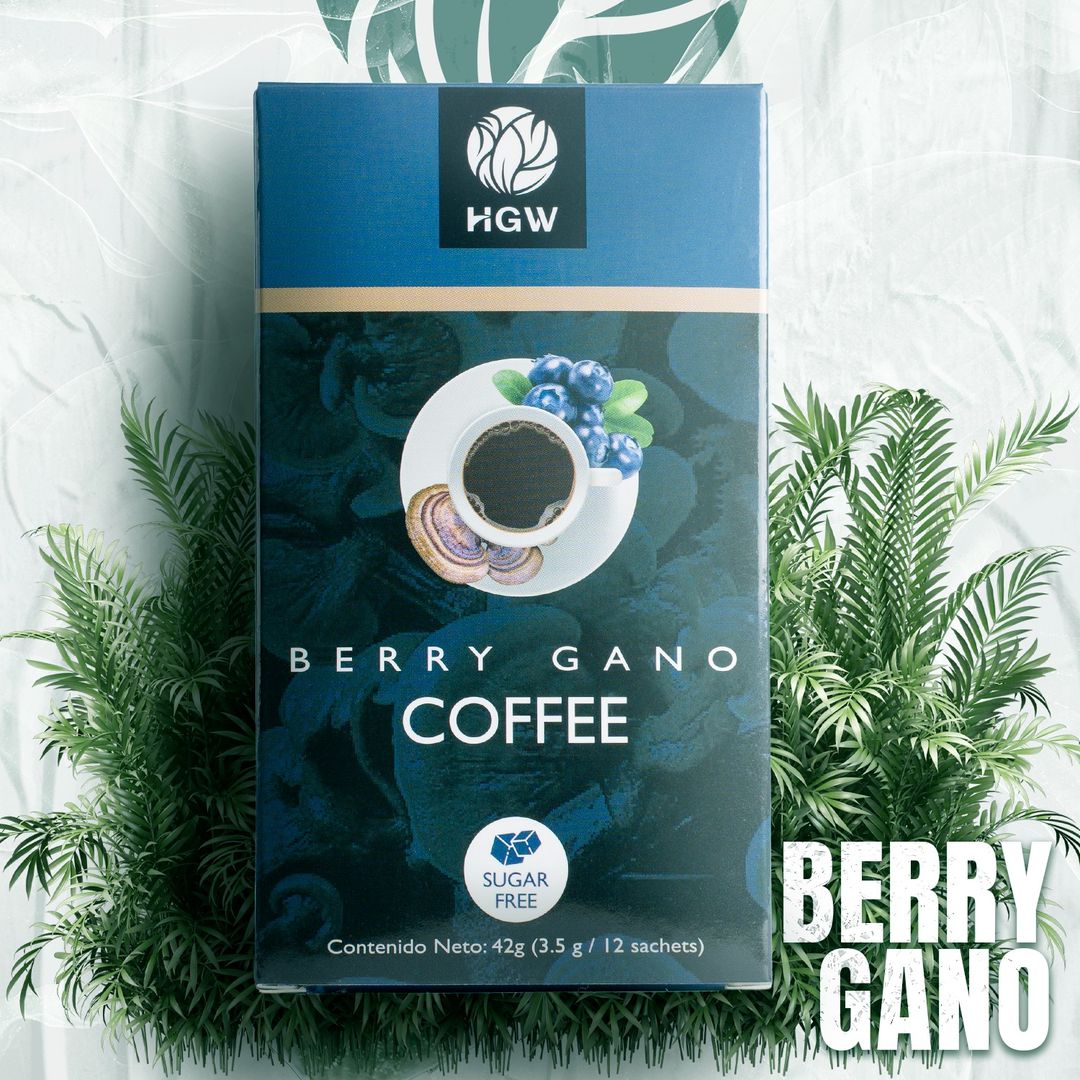 HGW
BERRY GANO
COFFEE
SUGAR
FREE
Contenido Neto: 42g (3.5 g / 12 sachets)
BERRY
GANO